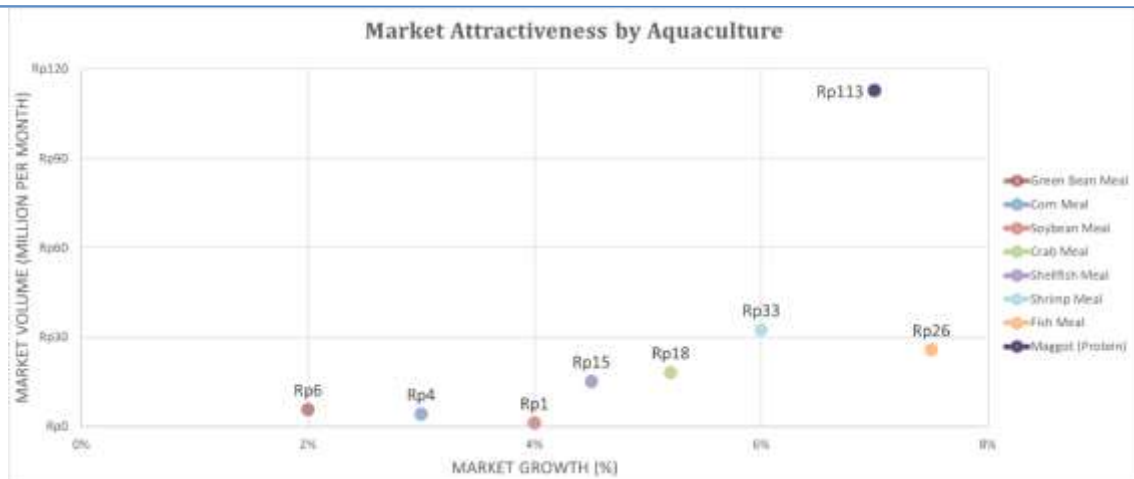 Market Attractiveness by Aquaculture
MARKET VOLUME (MILLION PER MONTH)
Rp120
Rp90
Rp60
Rp30
Rp0
Rp113
Rp33
Rp26
Rp18
Rp15
Rp6
Rp4
Rp1
0%
2%
4%
6%
8%
MARKET GROWTH (%)
Green Bean Meal
Corn Meal
Soybean Meal
Crab Meal
Shellfish Meal
Shrimp Meal
Fish Meal
Maggot (Protein)